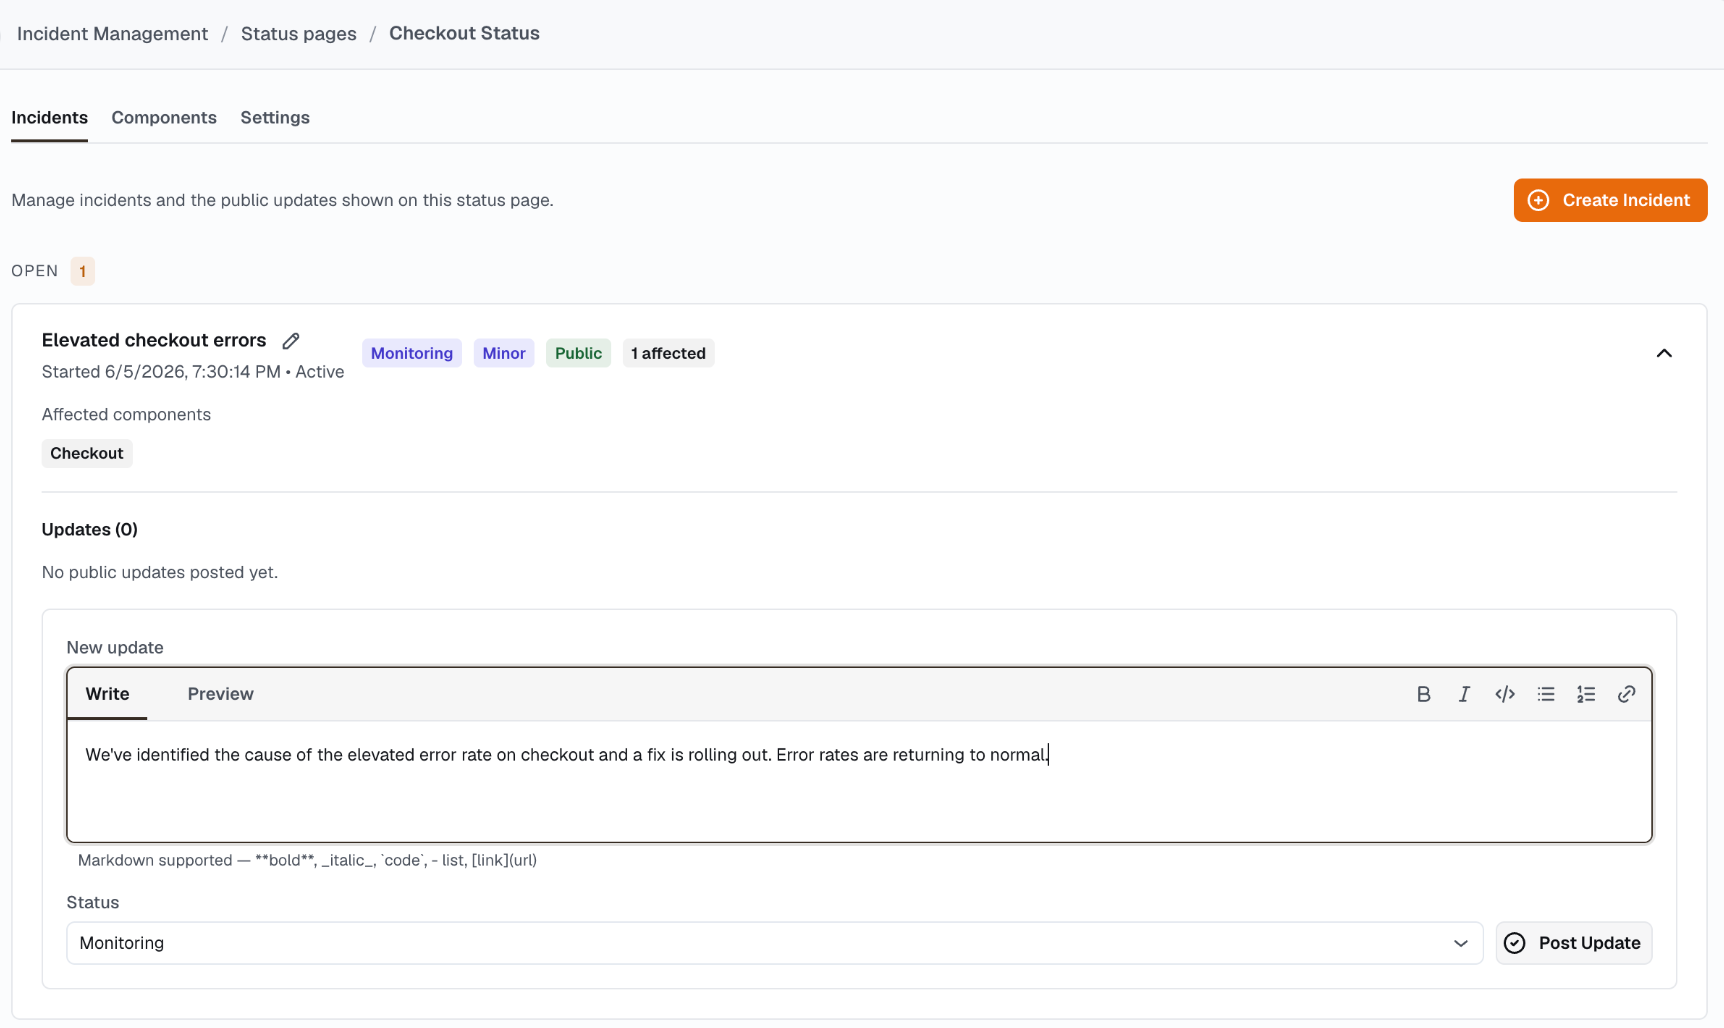 Incident Management / Status pages / Checkout Status
Incidents Components Settings
Manage incidents and the public updates shown on this status page.
Create Incident
OPEN 1
Elevated checkout errors
Started 6/5/2026, 7:30:14 PM • Active
Monitoring Minor Public 1 affected
Affected components
Checkout
Updates (0)
No public updates posted yet.
New update
Write Preview
We've identified the cause of the elevated error rate on checkout and a fix is rolling out. Error rates are returning to normal.
Markdown supported — **bold**, _italic_, `code`, - list, [link](url)
Status
Monitoring
Post Update